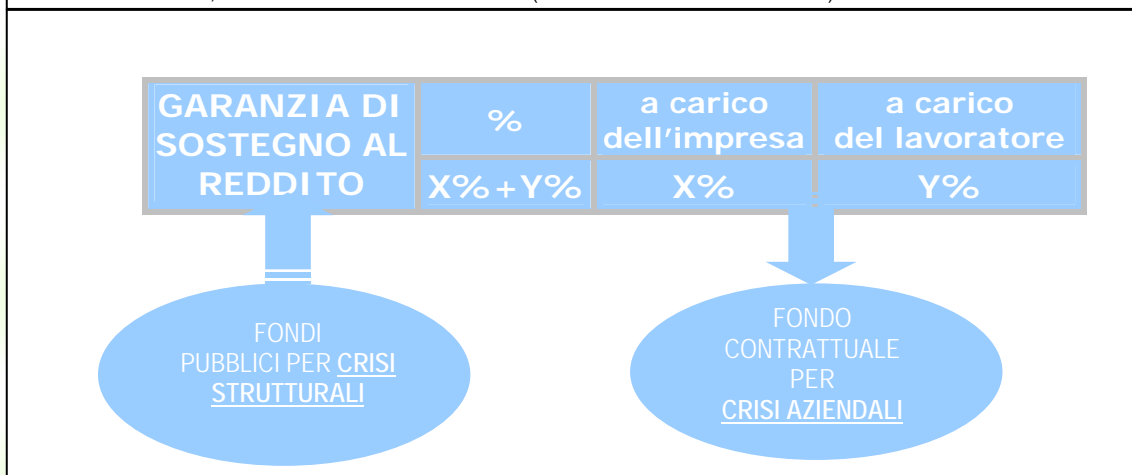 GARANZIA DI
SOSTEGNO AL
REDDITO
%
a carico
dell'impresa
a carico
del lavoratore
X%+Y%
X%
Y%
FONDI
PUBBLICI PER CRISI
STRUTTURALI
FONDO
CONTRATTUALE
PER
CRISI AZIENDALI